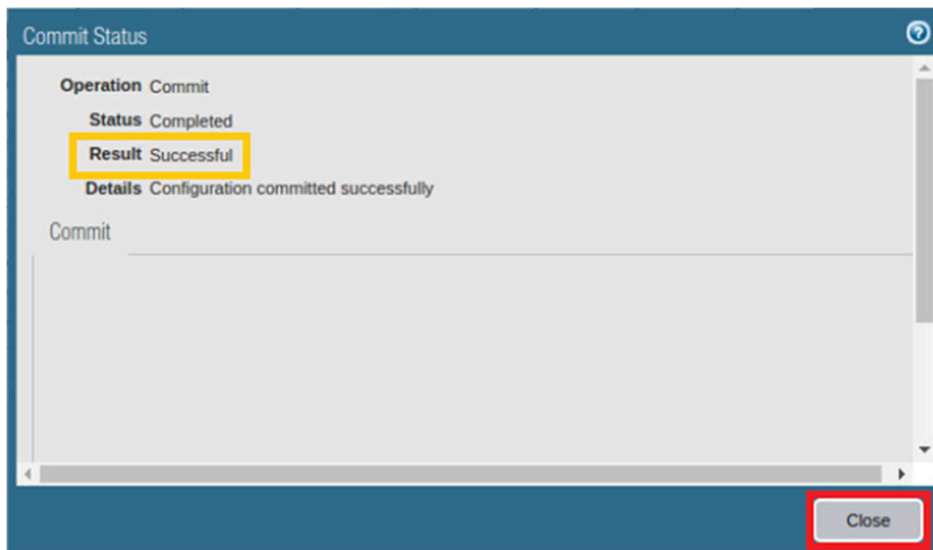 Commit Status
Operation Commit
Status Completed
Result Successful
Details Configuration committed successfully
Commit
Close